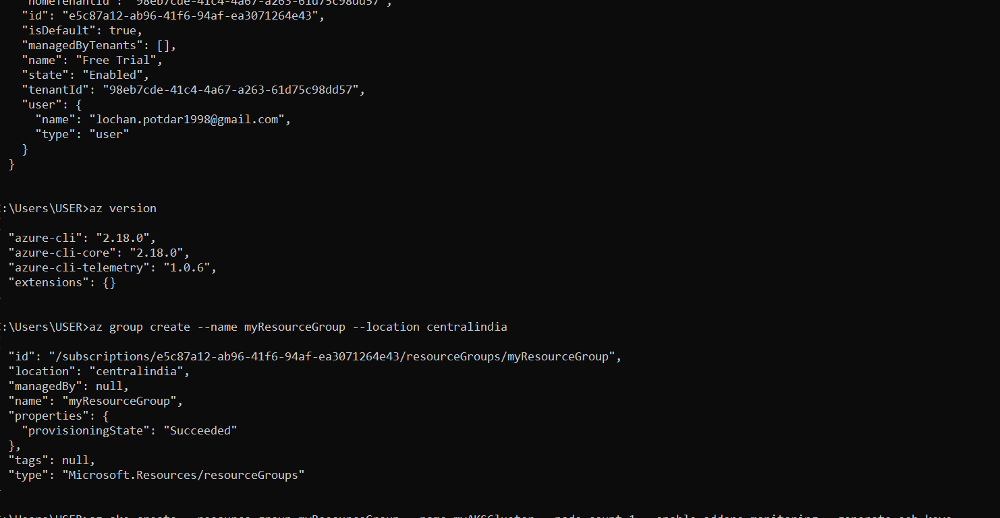 "homeTenantId": "98eb7cde-41c4-4a67-a263-61d75c98dd57",
"id": "e5c87a12-ab96-41f6-94af-ea3071264e43",
"isDefault": true,
"managedByTenants": [],
"name": "Free Trial",
"state": "Enabled",
"tenantId": "98eb7cde-41c4-4a67-a263-61d75c98dd57",
"user": {
"name": "lochan.potdar1998@gmail.com",
"type": "user"
}
}
:\Users\USER>az version
"azure-cli": "2.18.0",
"azure-cli-core": "2.18.0",
"azure-cli-telemetry": "1.0.6",
"extensions": {}
:\Users\USER>az group create --name myResourceGroup --location centralindia
"id": "/subscriptions/e5c87a12-ab96-41f6-94af-ea3071264e43/resourceGroups/myResourceGroup",
"location": "centralindia",
"managedBy": null,
"name": "myResourceGroup",
"properties": {
"provisioningState": "Succeeded"
},
"tags": null,
"type": "Microsoft.Resources/resourceGroups"
:\Users\USER>az aks create --resource-group myResourceGroup --name myAKSCluster --node-count 1 --enable-addons monitoring --generate-ssh-keys